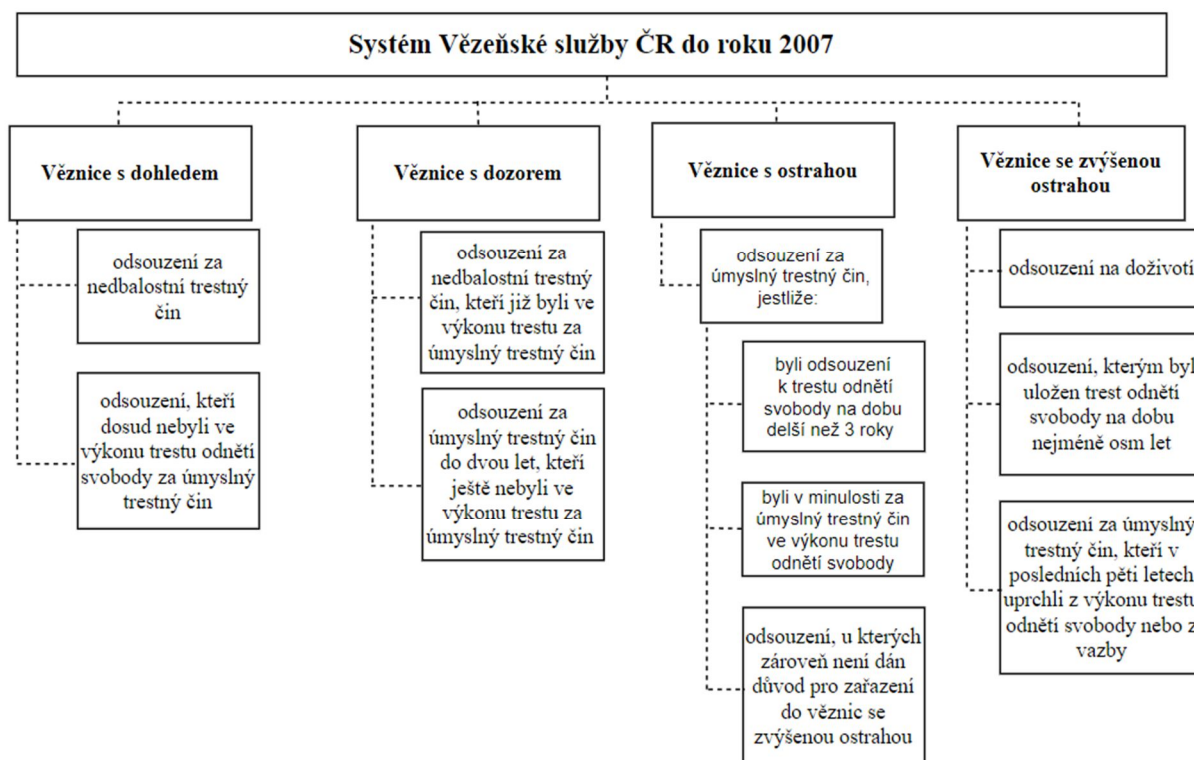 Systém Vězeňské služby ČR do roku 2007
Věznice s dohledem
odsouzení za
nedbalostní trestný
čin
odsouzení, kteří
dosud nebyli ve
výkonu trestu odnětí
svobody za úmyslný
trestný čin
Věznice s dozorem
odsouzení za
nedbalostní trestný
čin, kteří již byli ve
výkonu trestu za
úmyslný trestný čin
odsouzení za
úmyslný trestný čin
do dvou let, kteří
ještě nebyli ve
výkonu trestu za
úmyslný trestný čin
Věznice s ostrahou
odsouzení za
úmyslný trestný čin,
jestliže:
byli odsouzení
k trestu odnětí
svobody na dobu
delší než 3 roky
byli v minulosti za
úmyslný trestný čin
ve výkonu trestu
odnětí svobody
odsouzení, u kterých
zároveň není dán
důvod pro zařazení
do věznic se
zvýšenou ostrahou
Věznice se zvýšenou
ostrahou
odsouzení na doživotí
odsouzení, kterým byl
uložen trest odnětí
svobody na dobu
nejméně osm let
odsouzení za úmyslný
trestný čin, kteří v
posledních pěti letech
uprchli z výkonu trestu
odnětí svobody nebo z
vazby